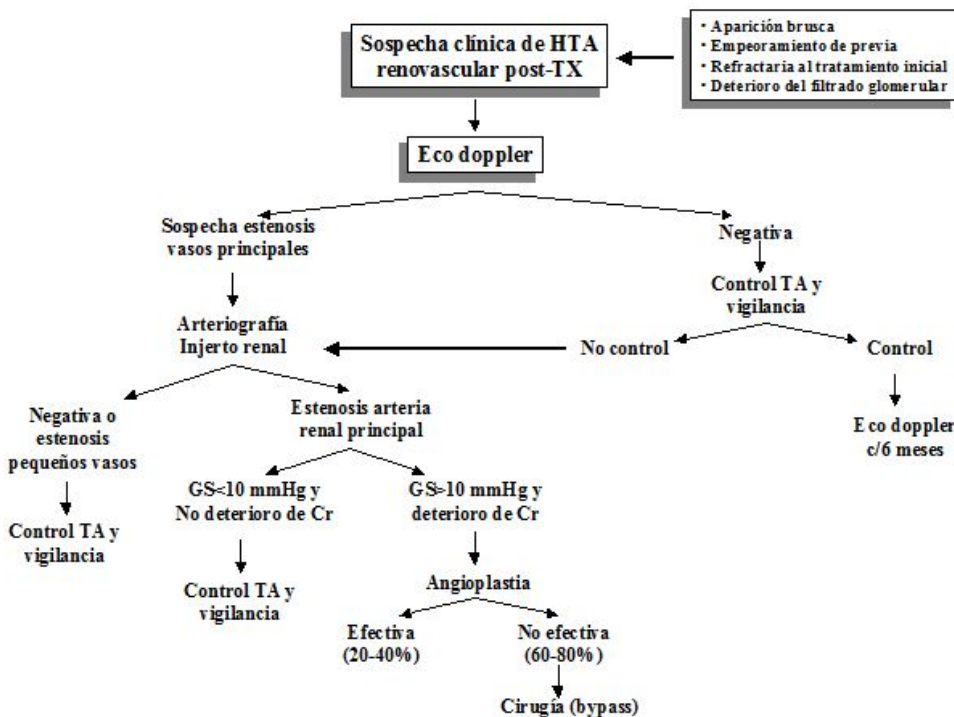 Sospecha clínica de HTA
renovascular post-TX
• Aparición brusca
• Empeoramiento de previa
• Refractaria al tratamiento inicial
• Deterioro del filtrado glomerular
Eco doppler
Sospecha estenosis
vasos principales
Negativa
Control TA y
vigilancia
Arteriografía
Injerto renal
No control
Control
Negativa o
estenosis
pequeños vasos
Estenosis arteria
renal principal
Eco doppler
c/6 meses
GS<10 mmHg y
No deterioro de Cr
GS>10 mmHg y
deterioro de Cr
Control TA y
vigilancia
Control TA y
vigilancia
Angioplastia
Efectiva
(20-40%)
No efectiva
(60-80%)
Cirugía (bypass)